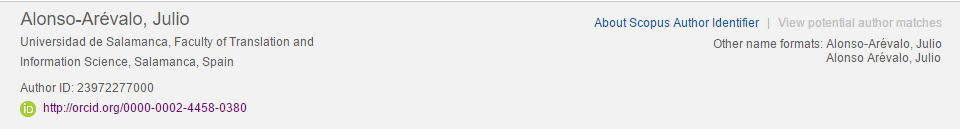 Alonso-Arévalo, Julio
Universidad de Salamanca, Faculty of Translation and
Information Science, Salamanca, Spain
Author ID: 23972277000
iD http://orcid.org/0000-0002-4458-0380
About Scopus Author Identifier | View potential author matches
Other name formats: Alonso-Arévalo, Julio
Alonso Arévalo, Julio